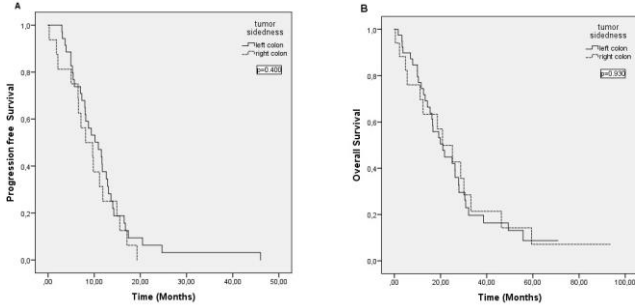 A
tumor
sidedness
left colon
right colon
p=0.400
Progression free Survival
1,0
0,8
0,6
0,4
0,2
0,0
,00
10,00
20,00
30,00
40,00
50,00
Time (Months)
B
tumor
sidedness
left colon
right colon
p=0.930
Overall Survival
1,0
0,8
0,6
0,4
0,2
0,0
,00
20,00
40,00
60,00
80,00
100,00
Time (Months)